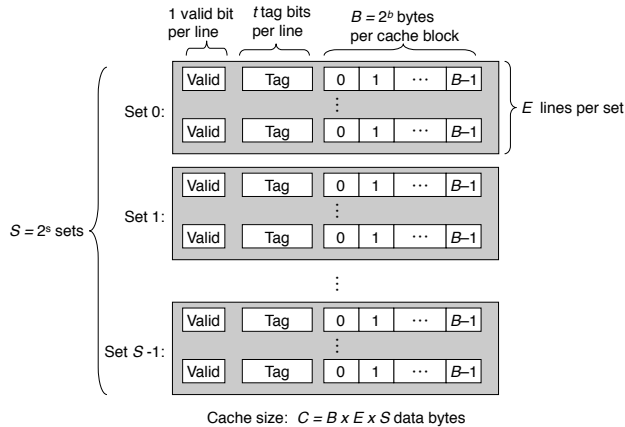 1 valid bit per line
t tag bits per line
B = 2ᵇ bytes per cache block
Valid Tag 0 1 ··· B–1
⋮
Set 0:
Valid Tag 0 1 ··· B–1
E lines per set
Valid Tag 0 1 ··· B–1
⋮
Set 1:
Valid Tag 0 1 ··· B–1
S = 2ˢ sets
⋮
Valid Tag 0 1 ··· B–1
⋮
Set S -1:
Valid Tag 0 1 ··· B–1
Cache size: C = B x E x S data bytes